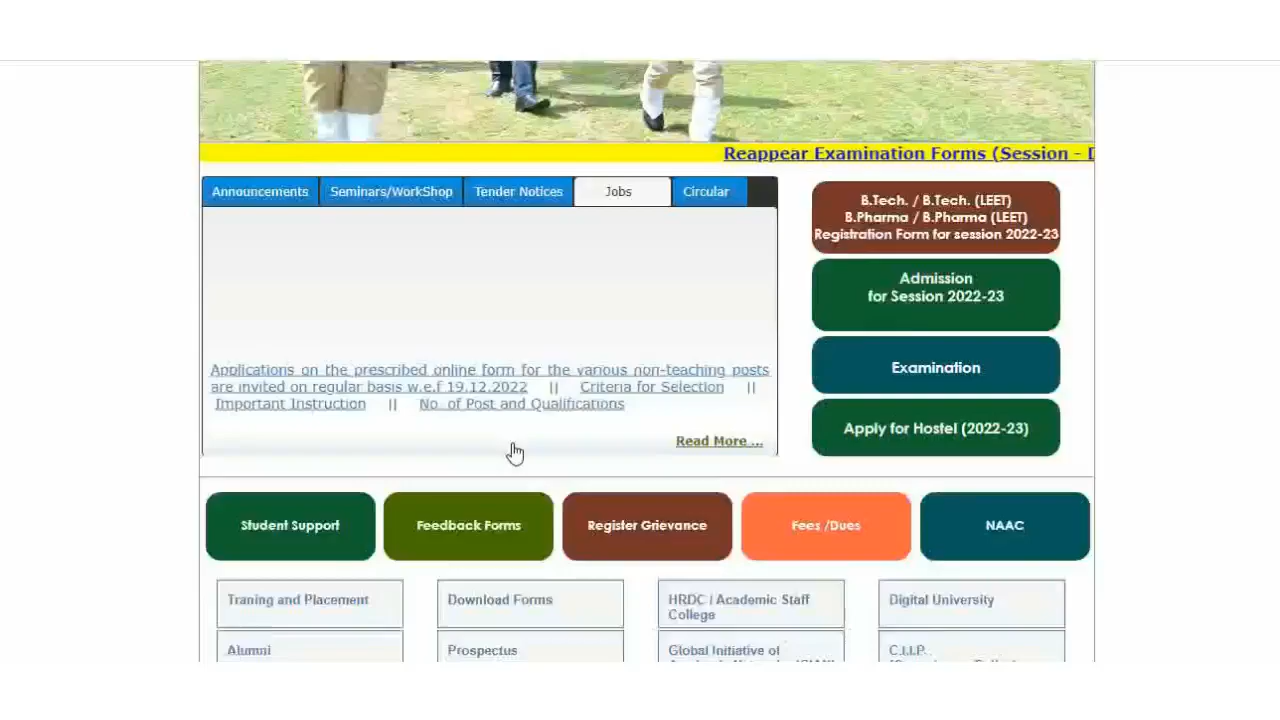 Reappear Examination Forms (Session -
Announcements Seminars/WorkShop Tender Notices Jobs Circular
Applications on the prescribed online form for the various non-teaching posts
are invited on regular basis w.e.f 19.12.2022 || Criteria for Selection ||
Important Instruction || No. of Post and Qualifications
Read More ...
B.Tech. / B.Tech. (LEET)
B.Pharma / B.Pharma (LEET)
Registration Form for session 2022-23
Admission
for Session 2022-23
Examination
Apply for Hostel (2022-23)
Student Support
Feedback Forms
Register Grievance
Fees /Dues
NAAC
Traning and Placement
Download Forms
HRDC / Academic Staff
College
Digital University
Alumni
Prospectus
Global Initiative of
C.I.I.P.